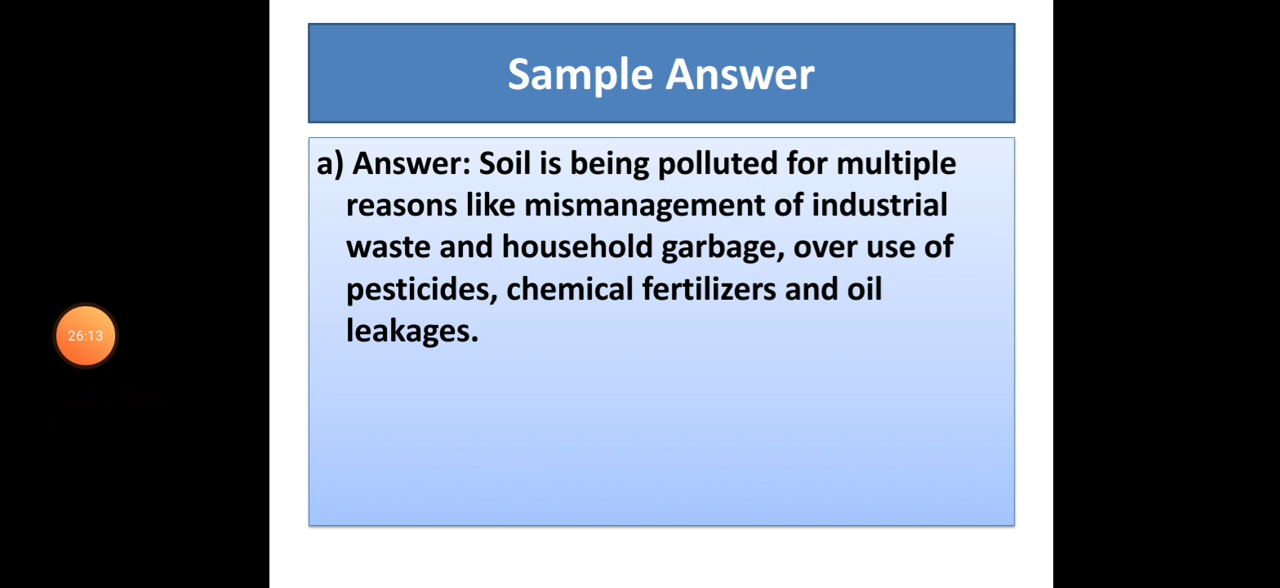 Sample Answer
a) Answer: Soil is being polluted for multiple
reasons like mismanagement of industrial
waste and household garbage, over use of
pesticides, chemical fertilizers and oil
leakages.
26:13